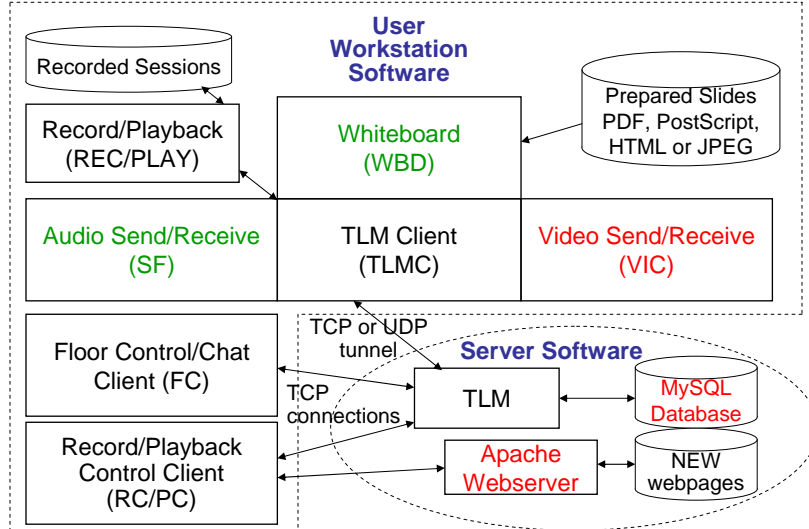 User
Workstation
Software
Recorded Sessions
Prepared Slides
PDF, PostScript,
HTML or JPEG
Record/Playback
(REC/PLAY)
Whiteboard
(WBD)
Audio Send/Receive
(SF)
TLM Client
(TLMC)
Video Send/Receive
(VIC)
TCP or UDP
tunnel
Floor Control/Chat
Client (FC)
Server Software
TCP
connections
TLM
MySQL
Database
Record/Playback
Control Client
(RC/PC)
Apache
Webserver
NEW
webpages